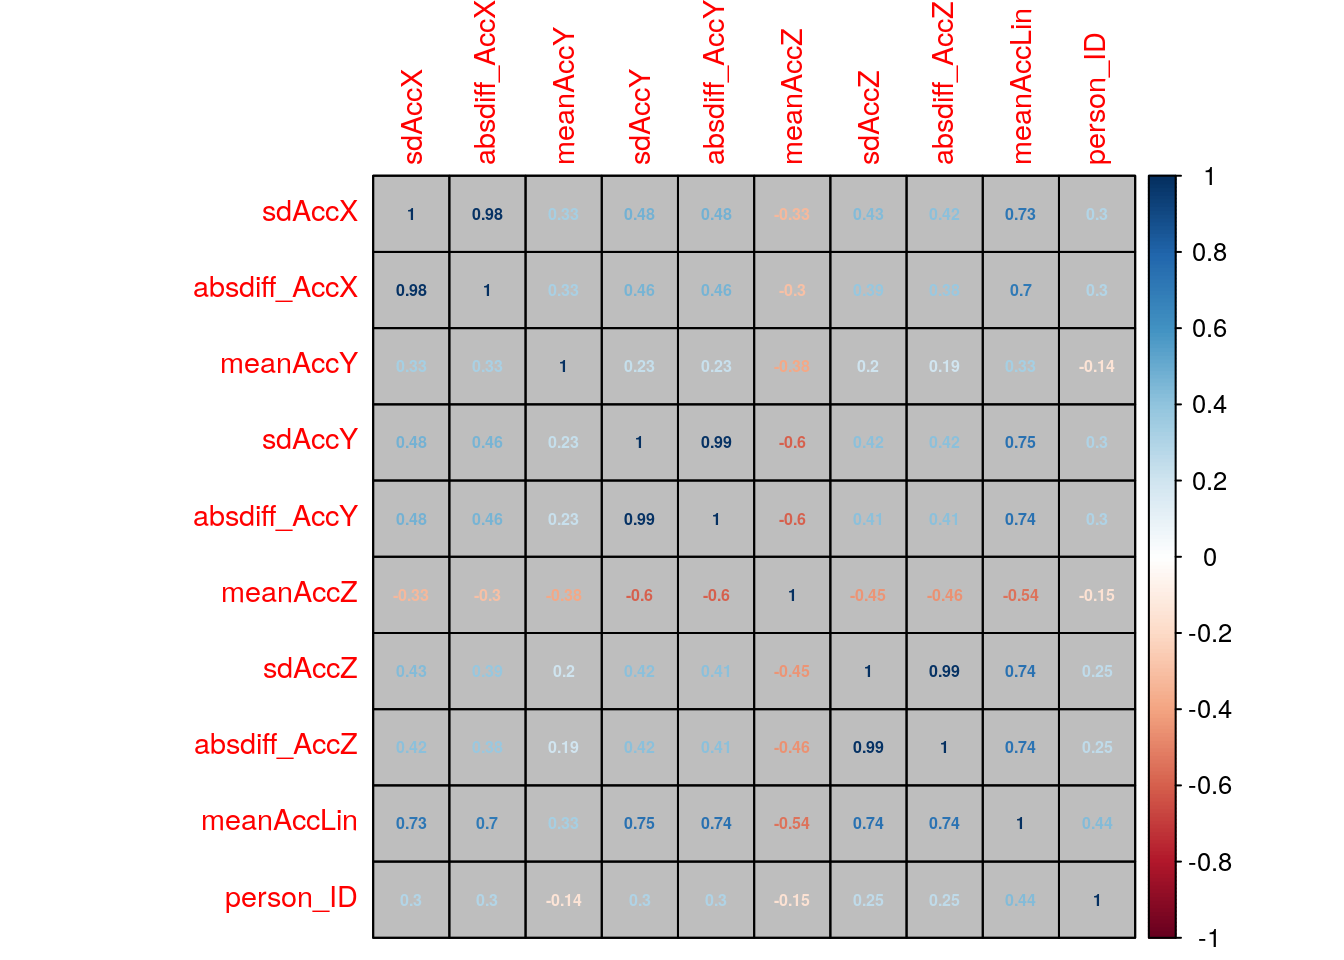 sdAccX absdiff_AccX meanAccY sdAccY absdiff_AccY meanAccZ sdAccZ absdiff_AccZ meanAccLin person_ID
sdAccX 1 0.98 0.33 0.48 0.48 -0.33 0.43 0.42 0.73 0.3
absdiff_AccX 0.98 1 0.33 0.46 0.46 -0.3 0.7 0.3
meanAccY 0.33 0.33 1 0.23 0.23 0.2 0.19 0.33 -0.14
sdAccY 0.48 0.46 0.23 1 0.99 -0.6 0.42 0.42 0.75 0.3
absdiff_AccY 0.48 0.46 0.23 0.99 1 -0.6 0.41 0.41 0.74 0.3
meanAccZ -0.33 -0.3 -0.6 -0.6 1 -0.45 -0.46 -0.54 -0.15
sdAccZ 0.43 0.2 0.42 0.41 -0.45 1 0.99 0.74 0.25
absdiff_AccZ 0.42 0.19 0.42 0.41 -0.46 0.99 1 0.74 0.25
meanAccLin 0.73 0.7 0.33 0.75 0.74 -0.54 0.74 0.74 1 0.44
person_ID 0.3 0.3 -0.14 0.3 0.3 -0.15 0.25 0.25 0.44 1
1
0.8
0.6
0.4
0.2
0
-0.2
-0.4
-0.6
-0.8
-1